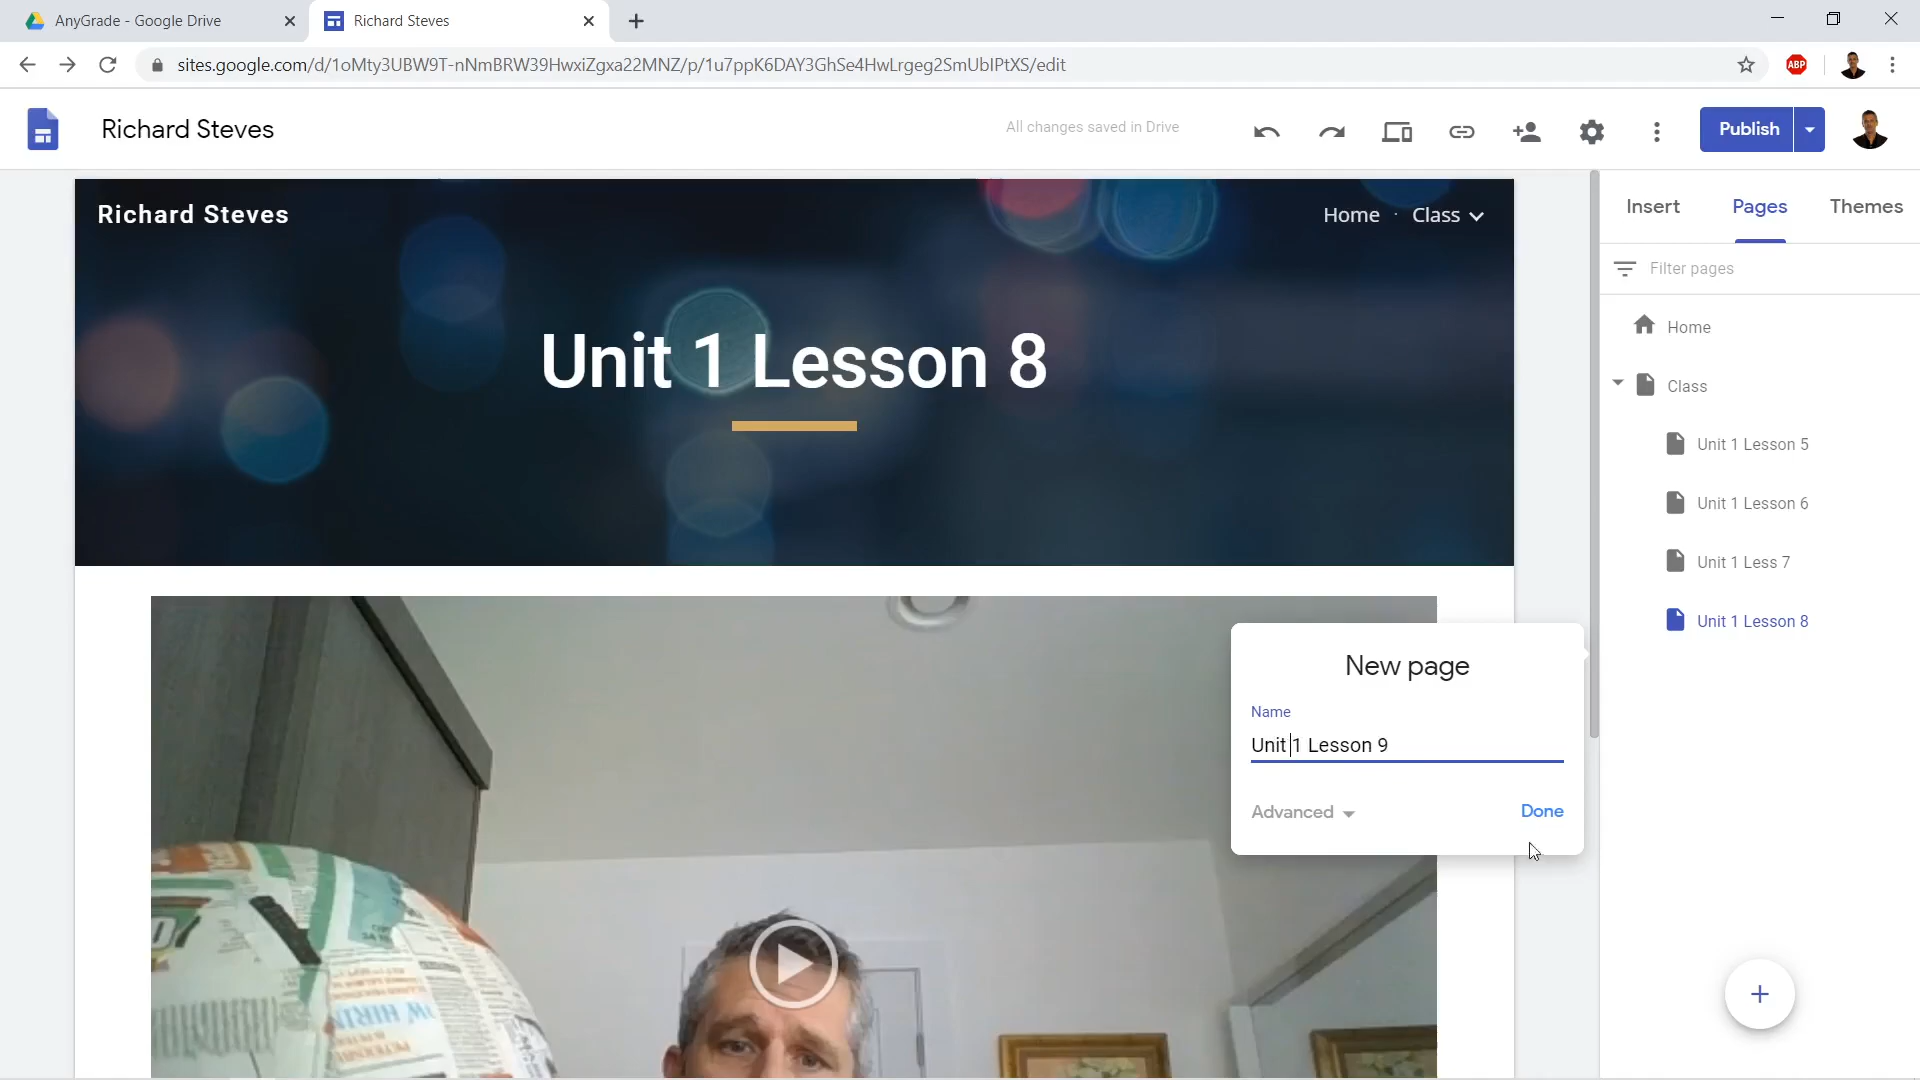 AnyGrade - Google Drive
Richard Steves
sites.google.com/d/1oMty3UBW9T-nNmBRW39HwxiZgxa22MNZ/p/1u7ppK6DAY3GhSe4HwLrgeg2SmUbIPtXS/edit
ABP
Richard Steves
All changes saved in Drive
Publish
Insert
Pages
Themes
Richard Steves
Home · Class
Filter pages
Home
Class
Unit 1 Lesson 5
Unit 1 Lesson 6
Unit 1 Less 7
Unit 1 Lesson 8
Unit 1 Lesson 8
New page
Name
Unit 1 Lesson 9
Advanced
Done